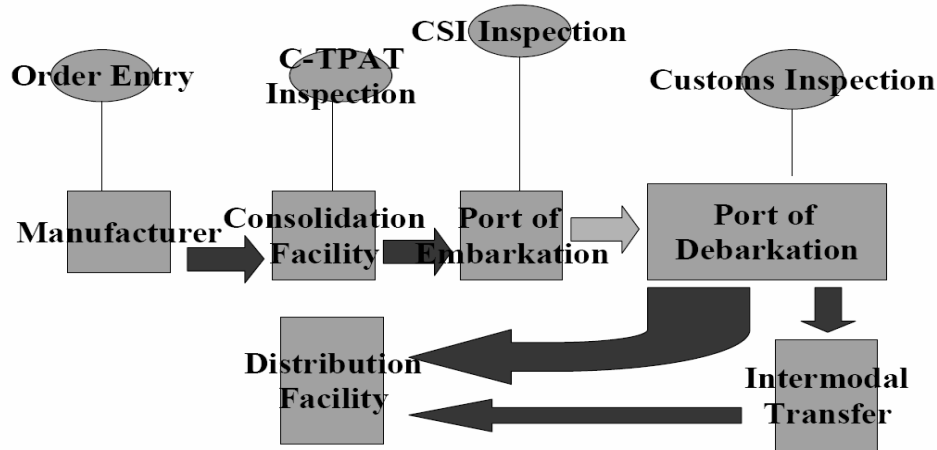 CSI Inspection
Order Entry
C-TPAT
Inspection
Customs Inspection
Manufacturer
Consolidation
Facility
Port of
Embarkation
Port of
Debarkation
Distribution
Facility
Intermodal
Transfer